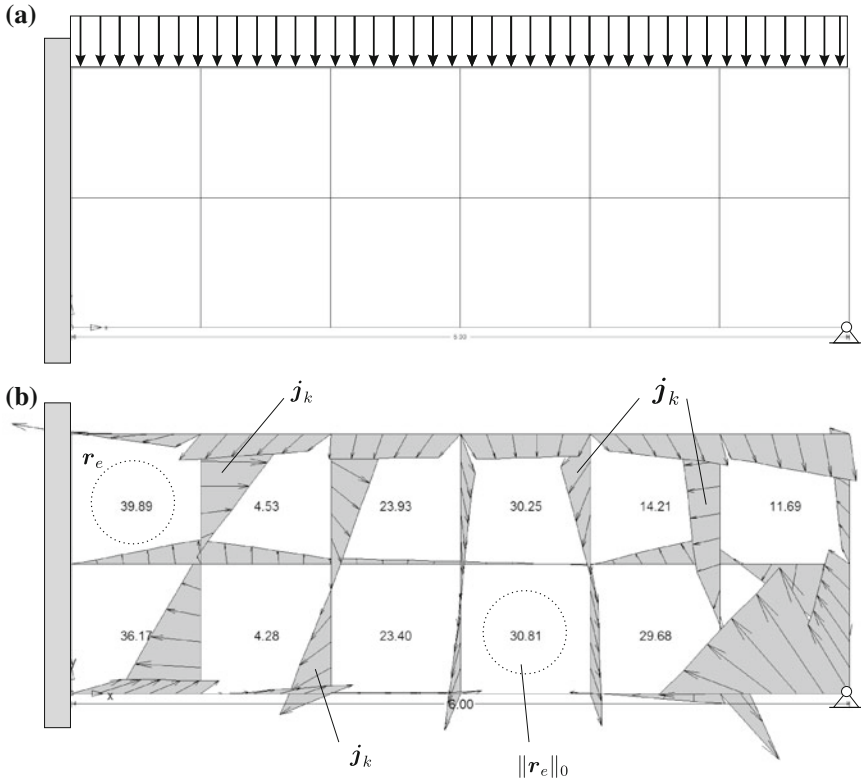 (a)
x
(b)
j_k
j_k
r_e
39.89
4.53
23.93
30.25
14.21
11.69
36.17
4.28
23.40
30.81
29.68
Y
X
6.00
j_k
‖r_e‖_0